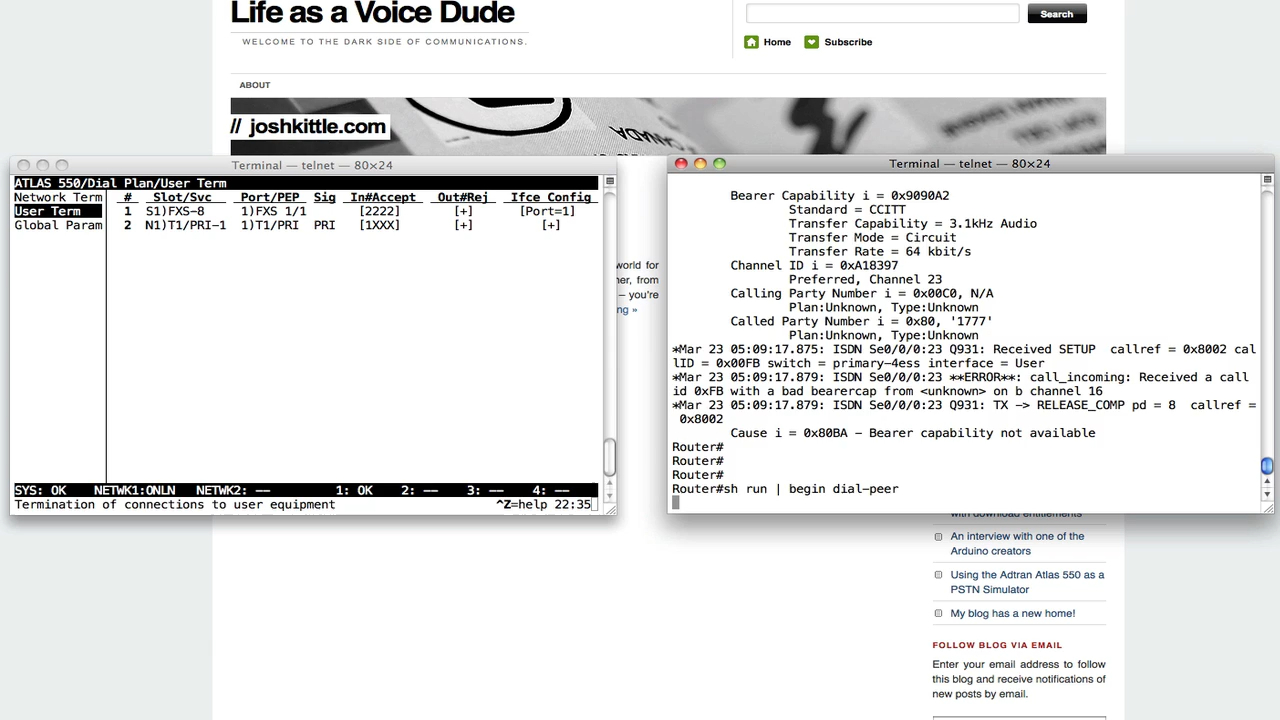 Life as a Voice Dude
WELCOME TO THE DARK SIDE OF COMMUNICATIONS.
Search
Home Subscribe
ABOUT
// joshkittle.com
CANADA
Terminal — telnet — 80×24
ATLAS 550/Dial Plan/User Term
Network Term # Slot/Svc Port/PEP Sig In#Accept Out#Rej Ifce Config
User Term 1 S1)FXS-8 1)FXS 1/1 [2222] [+] [Port=1]
Global Param 2 N1)T1/PRI-1 1)T1/PRI PRI [1XXX] [+] [+]
SYS: OK NETWK1:ONLN NETWK2: -- 1: OK 2: -- 3: -- 4: --
Termination of connections to user equipment ^Z=help 22:35
world for
her, from
— you're
ng »
Terminal — telnet — 80×24
Bearer Capability i = 0x9090A2
Standard = CCITT
Transfer Capability = 3.1kHz Audio
Transfer Mode = Circuit
Transfer Rate = 64 kbit/s
Channel ID i = 0xA18397
Preferred, Channel 23
Calling Party Number i = 0x00C0, N/A
Plan:Unknown, Type:Unknown
Called Party Number i = 0x80, '1777'
Plan:Unknown, Type:Unknown
*Mar 23 05:09:17.875: ISDN Se0/0/0:23 Q931: Received SETUP callref = 0x8002 cal
lID = 0x00FB switch = primary-4ess interface = User
*Mar 23 05:09:17.879: ISDN Se0/0/0:23 **ERROR**: call_incoming: Received a call
id 0xFB with a bad bearercap from <unknown> on b channel 16
*Mar 23 05:09:17.879: ISDN Se0/0/0:23 Q931: TX -> RELEASE_COMP pd = 8 callref =
0x8002
Cause i = 0x80BA - Bearer capability not available
Router#
Router#
Router#
Router#sh run | begin dial-peer
with download entitlements
An interview with one of the
Arduino creators
Using the Adtran Atlas 550 as a
PSTN Simulator
My blog has a new home!
FOLLOW BLOG VIA EMAIL
Enter your email address to follow
this blog and receive notifications of
new posts by email.